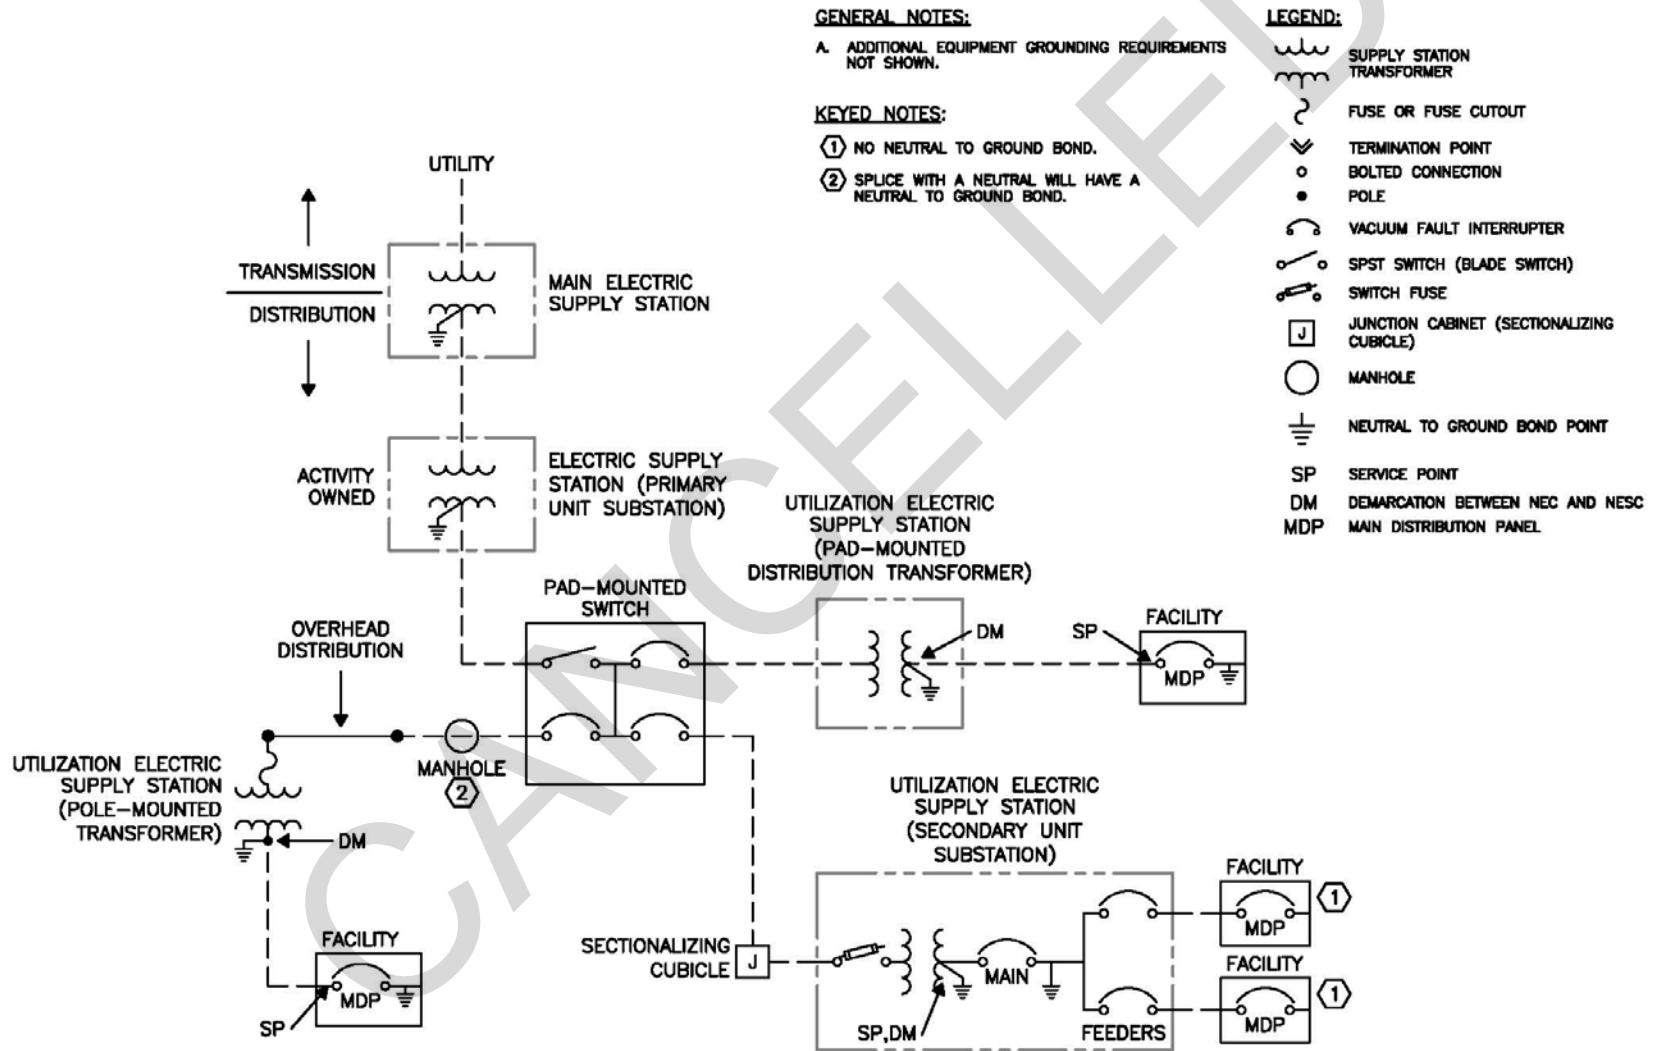 GENERAL NOTES:
A. ADDITIONAL EQUIPMENT GROUNDING REQUIREMENTS
NOT SHOWN.
KEYED NOTES:
1 NO NEUTRAL TO GROUND BOND.
2 SPLICE WITH A NEUTRAL WILL HAVE A
NEUTRAL TO GROUND BOND.
LEGEND:
SUPPLY STATION
TRANSFORMER
FUSE OR FUSE CUTOUT
TERMINATION POINT
BOLTED CONNECTION
POLE
VACUUM FAULT INTERRUPTER
SPST SWITCH (BLADE SWITCH)
SWITCH FUSE
J JUNCTION CABINET (SECTIONALIZING
CUBICLE)
MANHOLE
NEUTRAL TO GROUND BOND POINT
SP SERVICE POINT
DM DEMARCATION BETWEEN NEC AND NESC
MDP MAIN DISTRIBUTION PANEL
UTILITY
TRANSMISSION
DISTRIBUTION
MAIN ELECTRIC
SUPPLY STATION
ACTIVITY
OWNED
ELECTRIC SUPPLY
STATION (PRIMARY
UNIT SUBSTATION)
UTILIZATION ELECTRIC
SUPPLY STATION
(PAD-MOUNTED
DISTRIBUTION TRANSFORMER)
PAD-MOUNTED
SWITCH
DM
SP
FACILITY
MDP
OVERHEAD
DISTRIBUTION
MANHOLE
2
UTILIZATION ELECTRIC
SUPPLY STATION
(POLE-MOUNTED
TRANSFORMER)
DM
FACILITY
MDP
SP
UTILIZATION ELECTRIC
SUPPLY STATION
(SECONDARY UNIT
SUBSTATION)
SECTIONALIZING
CUBICLE
J
MAIN
SP,DM
FEEDERS
FACILITY
MDP
1
FACILITY
MDP
1
CANCELLED